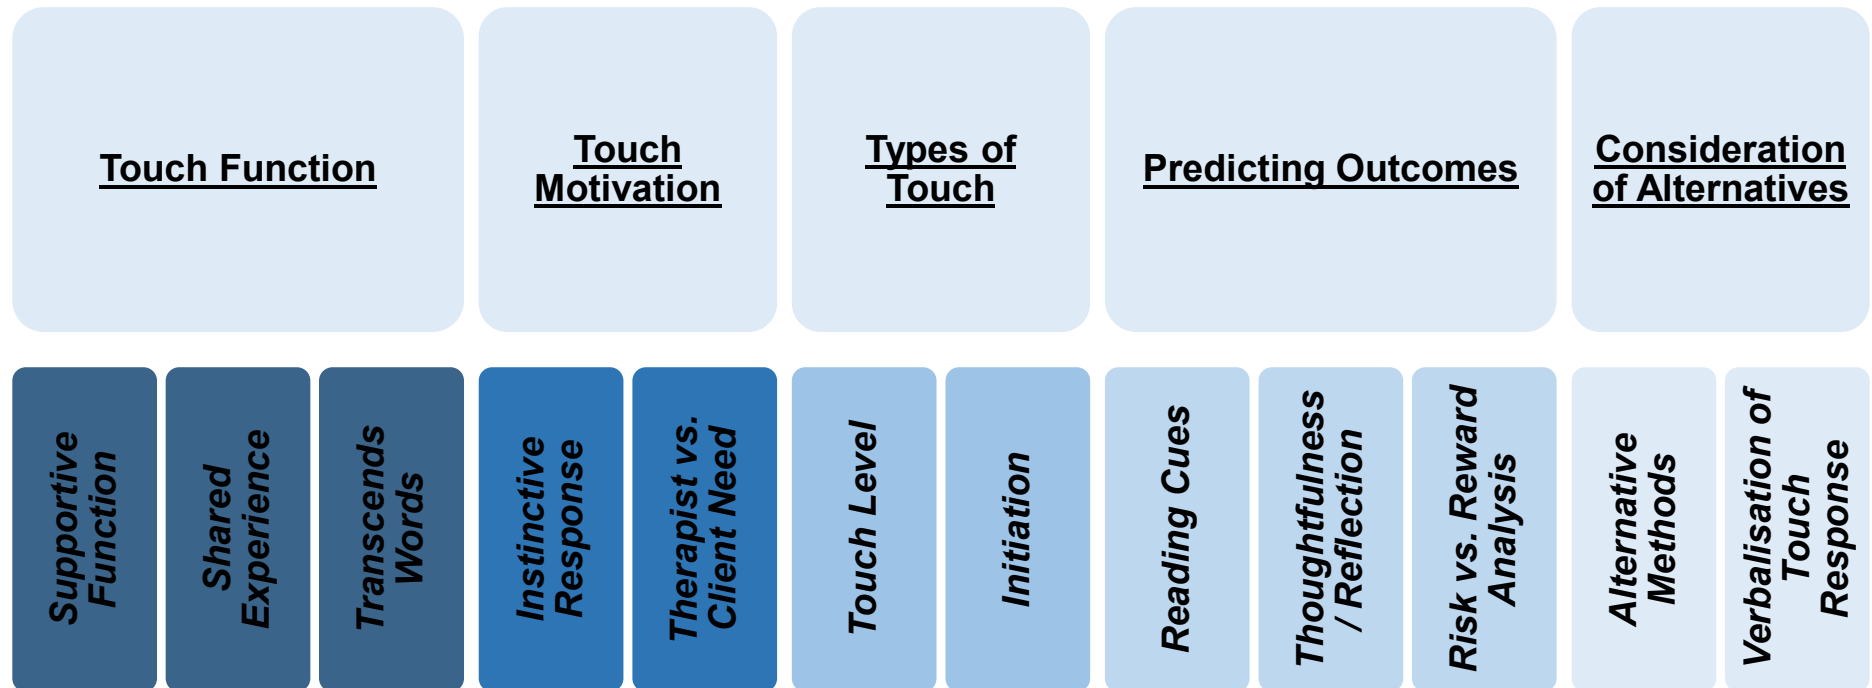 Touch Function
Touch
Motivation
Types of
Touch
Predicting Outcomes
Consideration
of Alternatives
Supportive
Function
Shared
Experience
Transcends
Words
Instinctive
Response
Therapist vs.
Client Need
Touch Level
Initiation
Reading Cues
Thoughtfulness
/ Reflection
Risk vs. Reward
Analysis
Alternative
Methods
Verbalisation of
Touch
Response